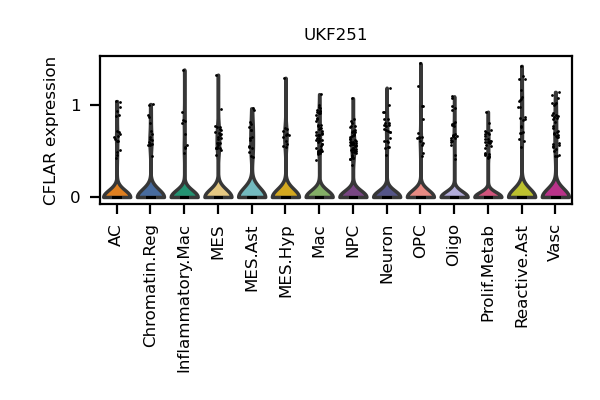 UKF251
CFLAR expression
1
0
AC
Chromatin.Reg
Inflammatory.Mac
MES
MES.Ast
MES.Hyp
Mac
NPC
Neuron
OPC
Oligo
Prolif.Metab
Reactive.Ast
Vasc